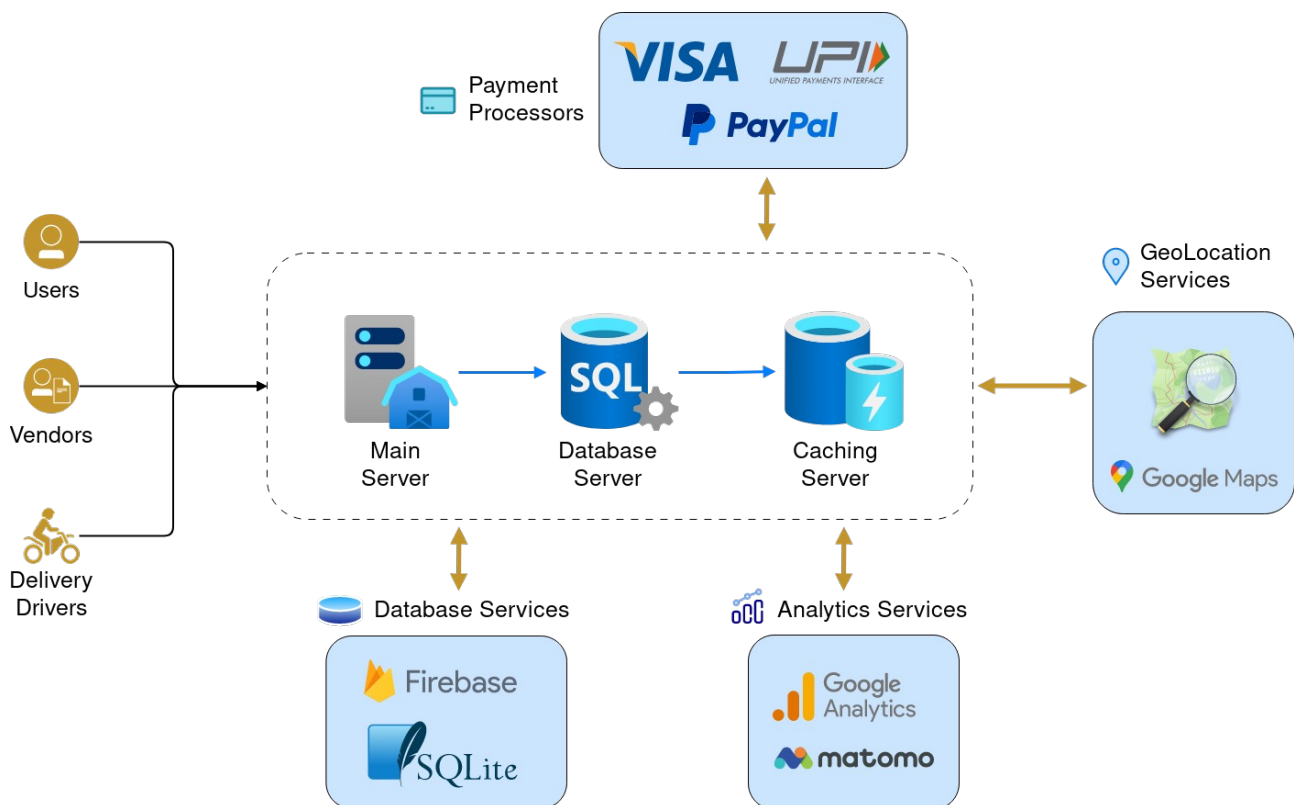 VISA
UPI
UNIFIED PAYMENTS INTERFACE
Payment
Processors
PayPal
Users
Vendors
Delivery
Drivers
SQL
Main
Server
Database
Server
Caching
Server
GeoLocation
Services
Google Maps
Database Services
Firebase
SQLite
Analytics Services
Google
Analytics
matomo